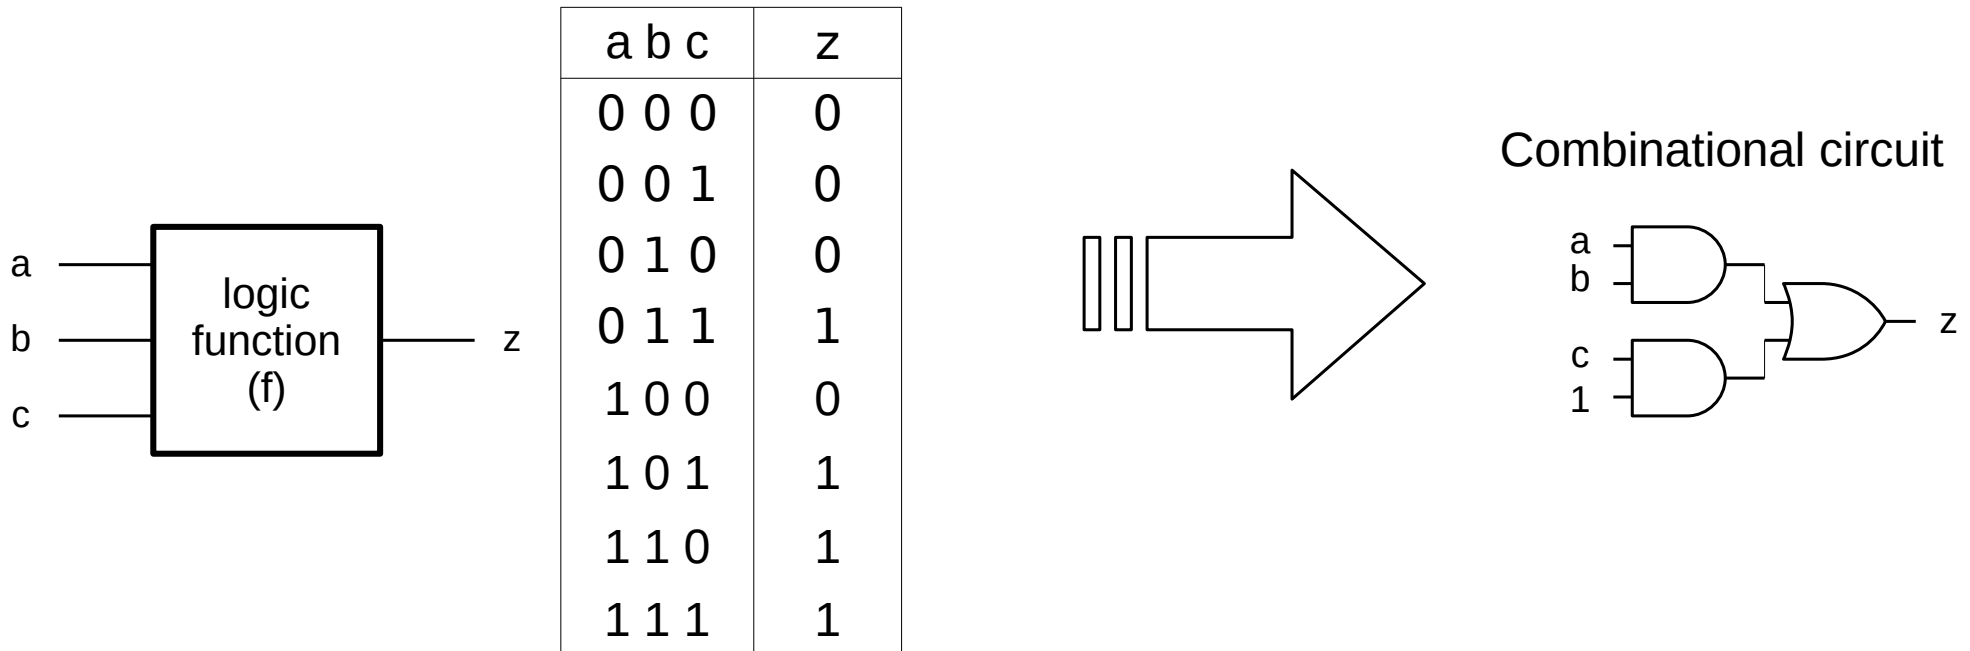 a
b
c
logic
function
(f)
z
a b c z
0 0 0 0
0 0 1 0
0 1 0 0
0 1 1 1
1 0 0 0
1 0 1 1
1 1 0 1
1 1 1 1
Combinational circuit
a
b
c
1
z